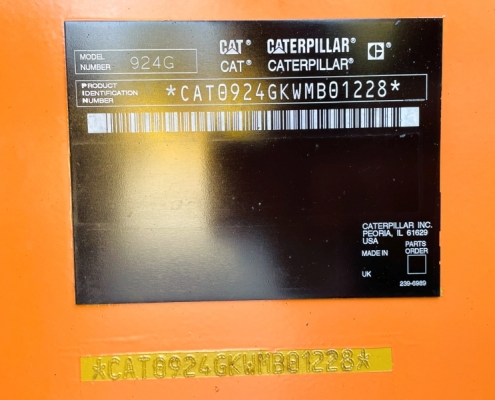 MODEL NUMBER 924G
CAT® CATERPILLAR® C
CAT® CATERPILLAR®
PRODUCT
IDENTIFICATION
NUMBER
*CAT0924GKWMB01228*
CATERPILLAR INC.
PEORIA, IL 61629
USA
PARTS
ORDER
MADE IN
UK
239-6989
*CAT0924GKWMB01228*